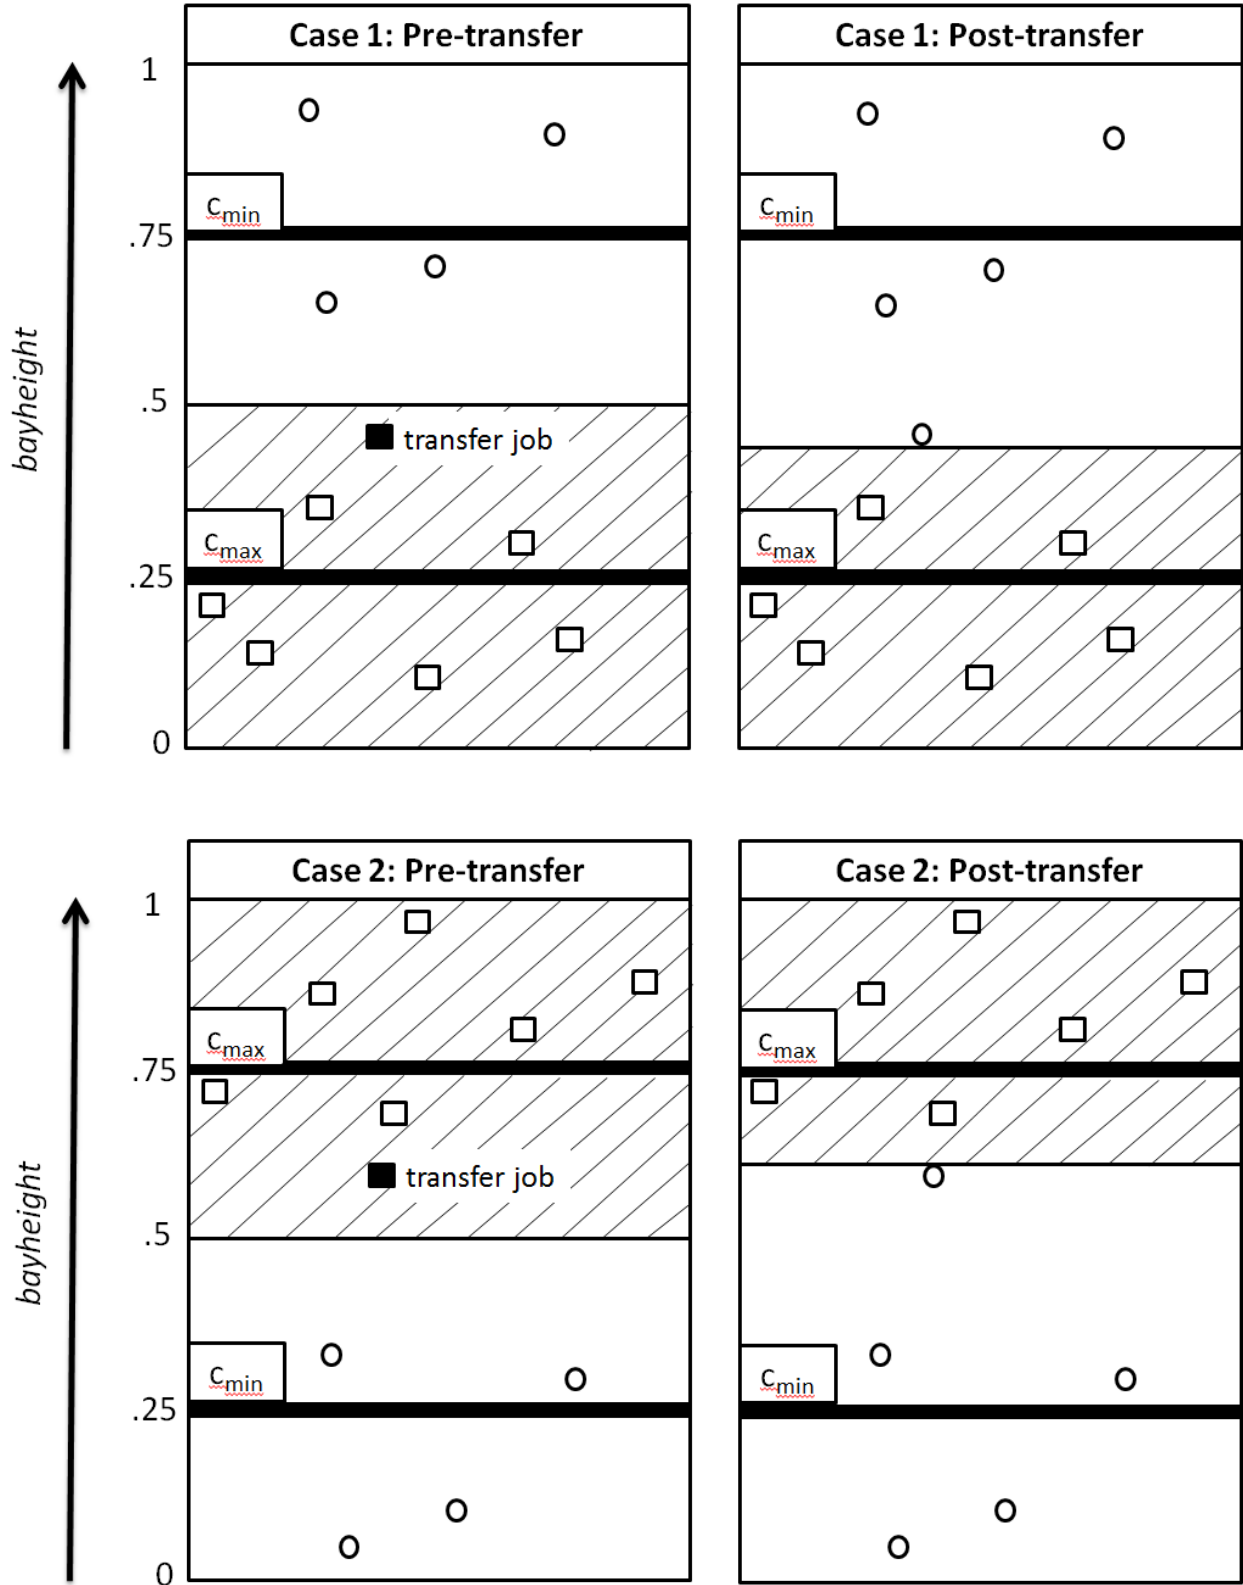 Case 1: Pre-transfer
Case 1: Post-transfer
1
cmin
cmin
.75
bayheight
.5
transfer job
cmax
cmax
.25
0
Case 2: Pre-transfer
Case 2: Post-transfer
1
cmax
cmax
.75
bayheight
transfer job
.5
cmin
cmin
.25
0